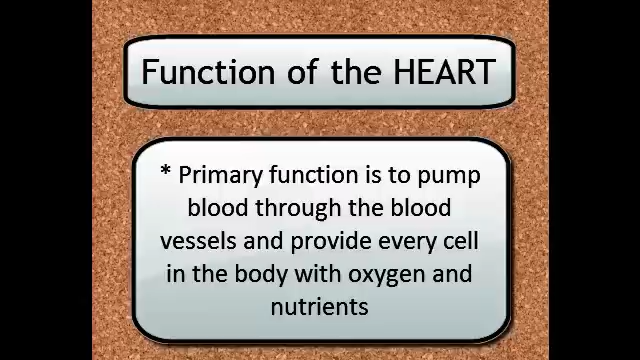 Function of the HEART
* Primary function is to pump
blood through the blood
vessels and provide every cell
in the body with oxygen and
nutrients